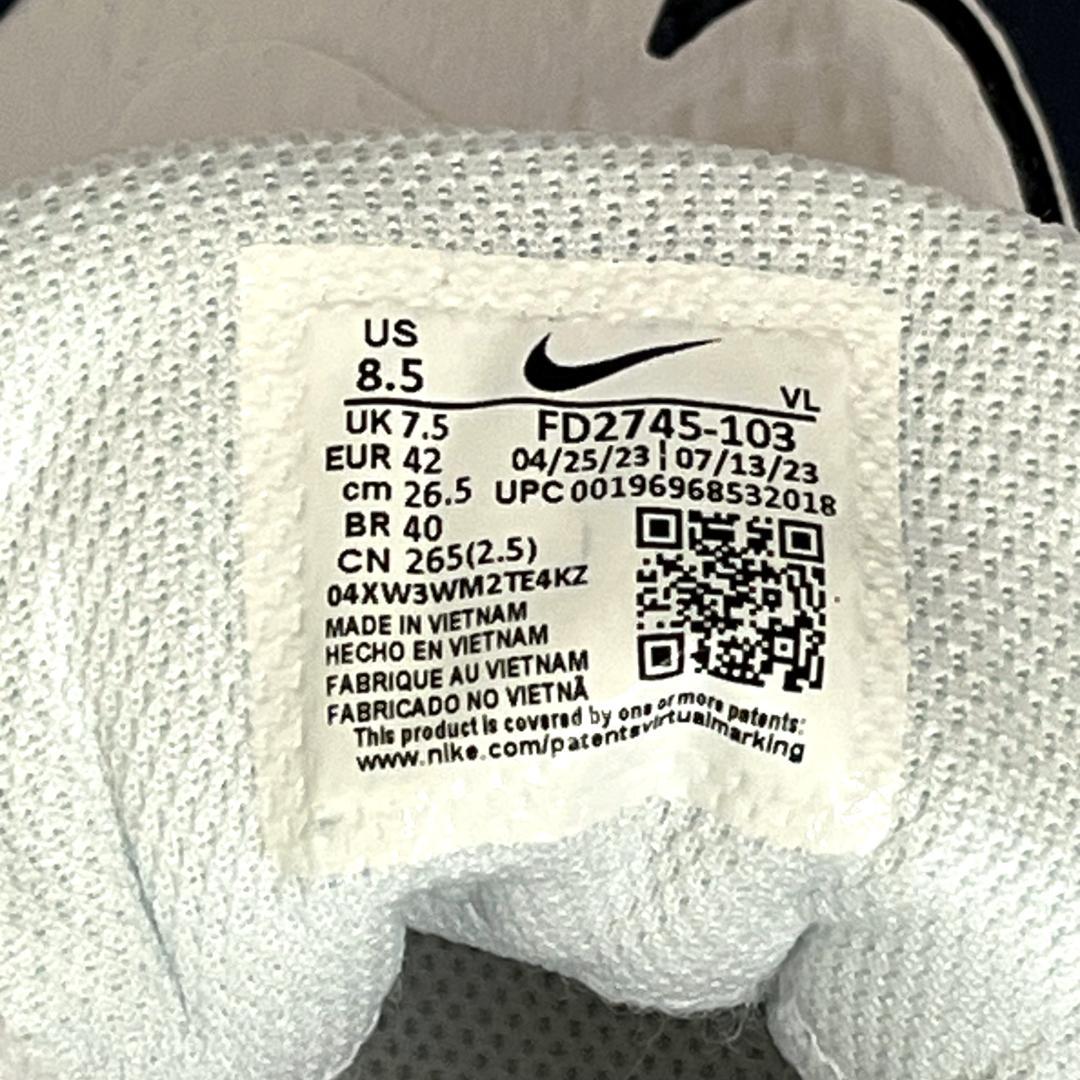 US
8.5
VL
UK 7.5
FD2745-103
EUR 42
04/25/23 | 07/13/23
cm 26.5
UPC 00196968532018
BR 40
CN 265(2.5)
04XW3WM2TE4KZ
MADE IN VIETNAM
HECHO EN VIETNAM
FABRIQUE AU VIETNAM
FABRICADO NO VIETNÃ
This product is covered by one or more patents:
www.nike.com/patentsvirtualmarking